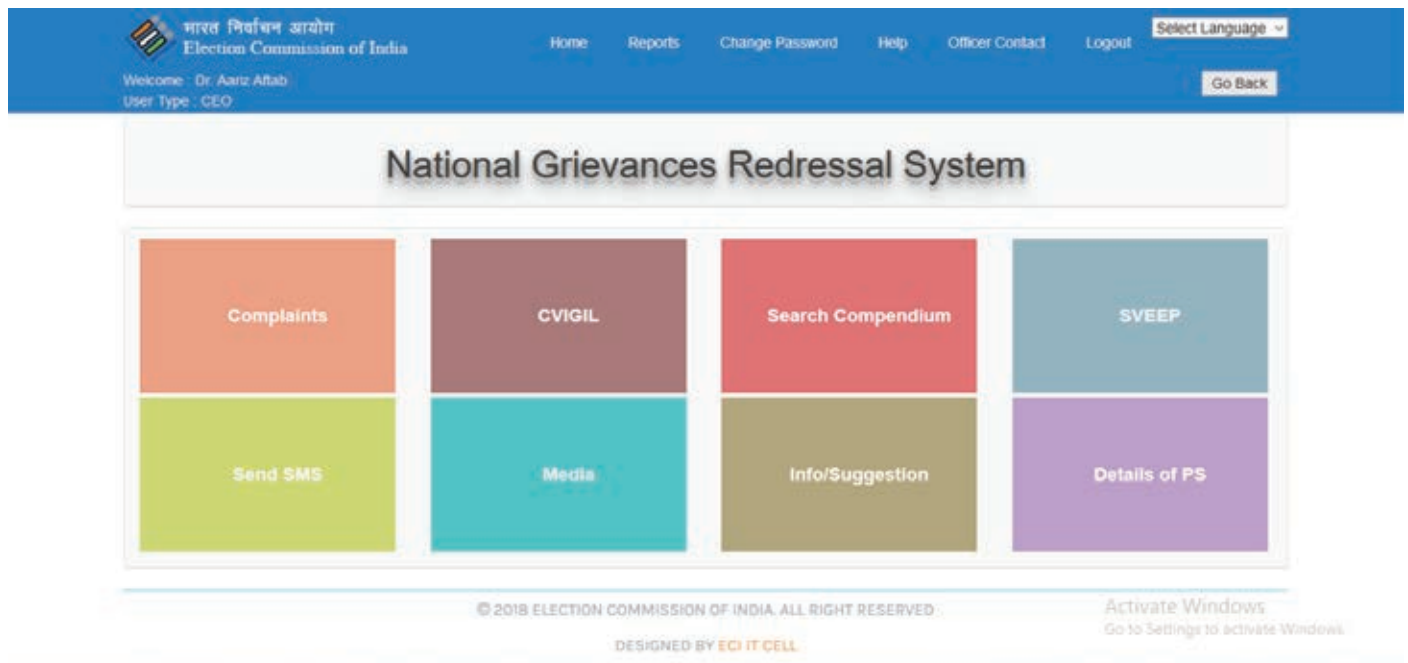 भारत निर्वाचन आयोग
Election Commission of India
Home Reports Change Password Help Officer Contact Logout
Select Language
Welcome : Dr. Aariz Aftab
User Type : CEO
Go Back
National Grievances Redressal System
Complaints CVIGIL Search Compendium SVEEP
Send SMS Media Info/Suggestion Details of PS
© 2018 ELECTION COMMISSION OF INDIA. ALL RIGHT RESERVED
DESIGNED BY ECI IT CELL
Activate Windows
Go to Settings to activate Windows.